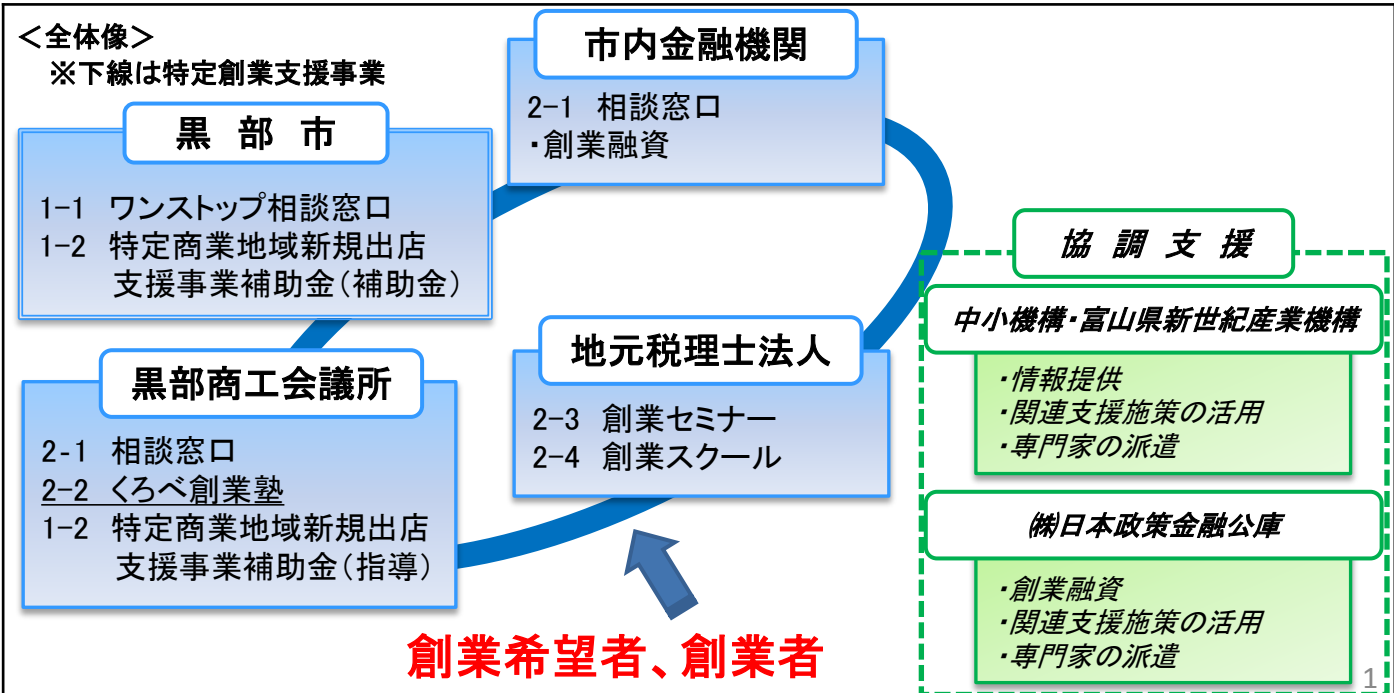 ＜全体像＞
※下線は特定創業支援事業
黒部市
1-1 ワンストップ相談窓口
1-2 特定商業地域新規出店
支援事業補助金(補助金)
市内金融機関
2-1 相談窓口
・創業融資
黒部商工会議所
2-1 相談窓口
2-2 くろべ創業塾
1-2 特定商業地域新規出店
支援事業補助金(指導)
地元税理士法人
2-3 創業セミナー
2-4 創業スクール
創業希望者、創業者
協調支援
中小機構・富山県新世紀産業機構
・情報提供
・関連支援施策の活用
・専門家の派遣
㈱日本政策金融公庫
・創業融資
・関連支援施策の活用
・専門家の派遣
1